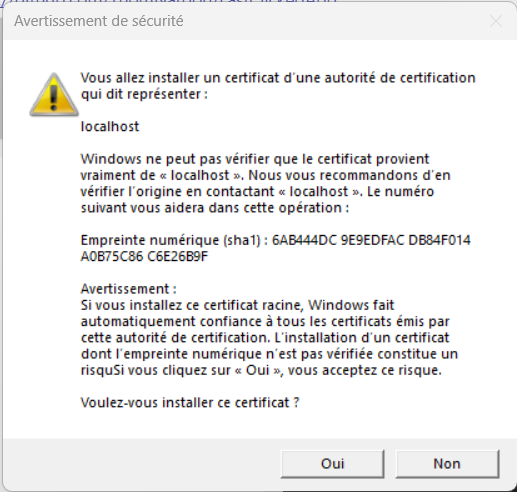 Avertissement de sécurité
Vous allez installer un certificat d'une autorité de certification
qui dit représenter :
localhost
Windows ne peut pas vérifier que le certificat provient
vraiment de « localhost ». Nous vous recommandons d'en
vérifier l'origine en contactant « localhost ». Le numéro
suivant vous aidera dans cette opération :
Empreinte numérique (sha1) : 6AB444DC 9E9EDFAC DB84F014
A0B75C86 C6E26B9F
Avertissement :
Si vous installez ce certificat racine, Windows fait
automatiquement confiance à tous les certificats émis par
cette autorité de certification. L'installation d'un certificat
dont l'empreinte numérique n'est pas vérifiée constitue un
risquSi vous cliquez sur « Oui », vous acceptez ce risque.
Voulez-vous installer ce certificat ?
Oui
Non